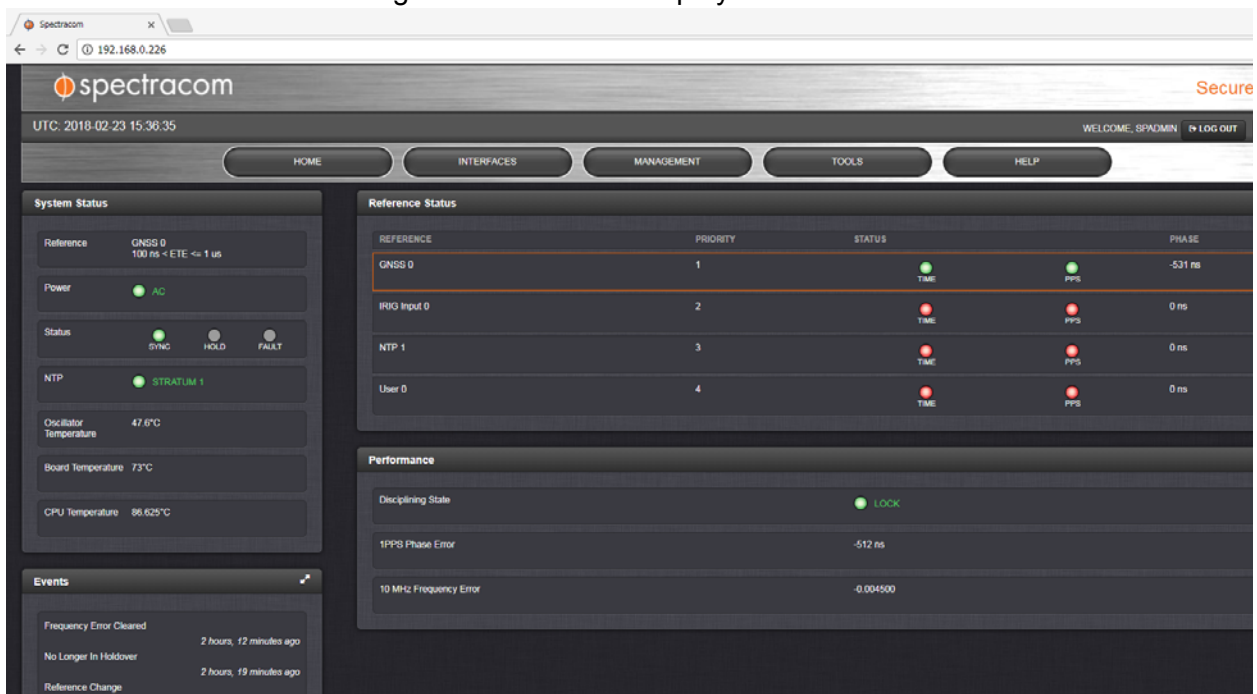 Spectracom
192.168.0.226
spectracom
Secure
UTC: 2018-02-23 15:36:35
WELCOME, SPADMIN LOG OUT
HOME INTERFACES MANAGEMENT TOOLS HELP
System Status
Reference GNSS 0
100 ns < ETE <= 1 us
Power AC
Status SYNC HOLD FAULT
NTP STRATUM 1
Oscillator Temperature 47.6°C
Board Temperature 73°C
CPU Temperature 86.625°C
Events
Frequency Error Cleared
2 hours, 12 minutes ago
No Longer In Holdover
2 hours, 19 minutes ago
Reference Change
Reference Status
REFERENCE PRIORITY STATUS PHASE
GNSS 0 1 TIME PPS -531 ns
IRIG Input 0 2 TIME PPS 0 ns
NTP 1 3 TIME PPS 0 ns
User 0 4 TIME PPS 0 ns
Performance
Disciplining State LOCK
1PPS Phase Error -512 ns
10 MHz Frequency Error -0.004500